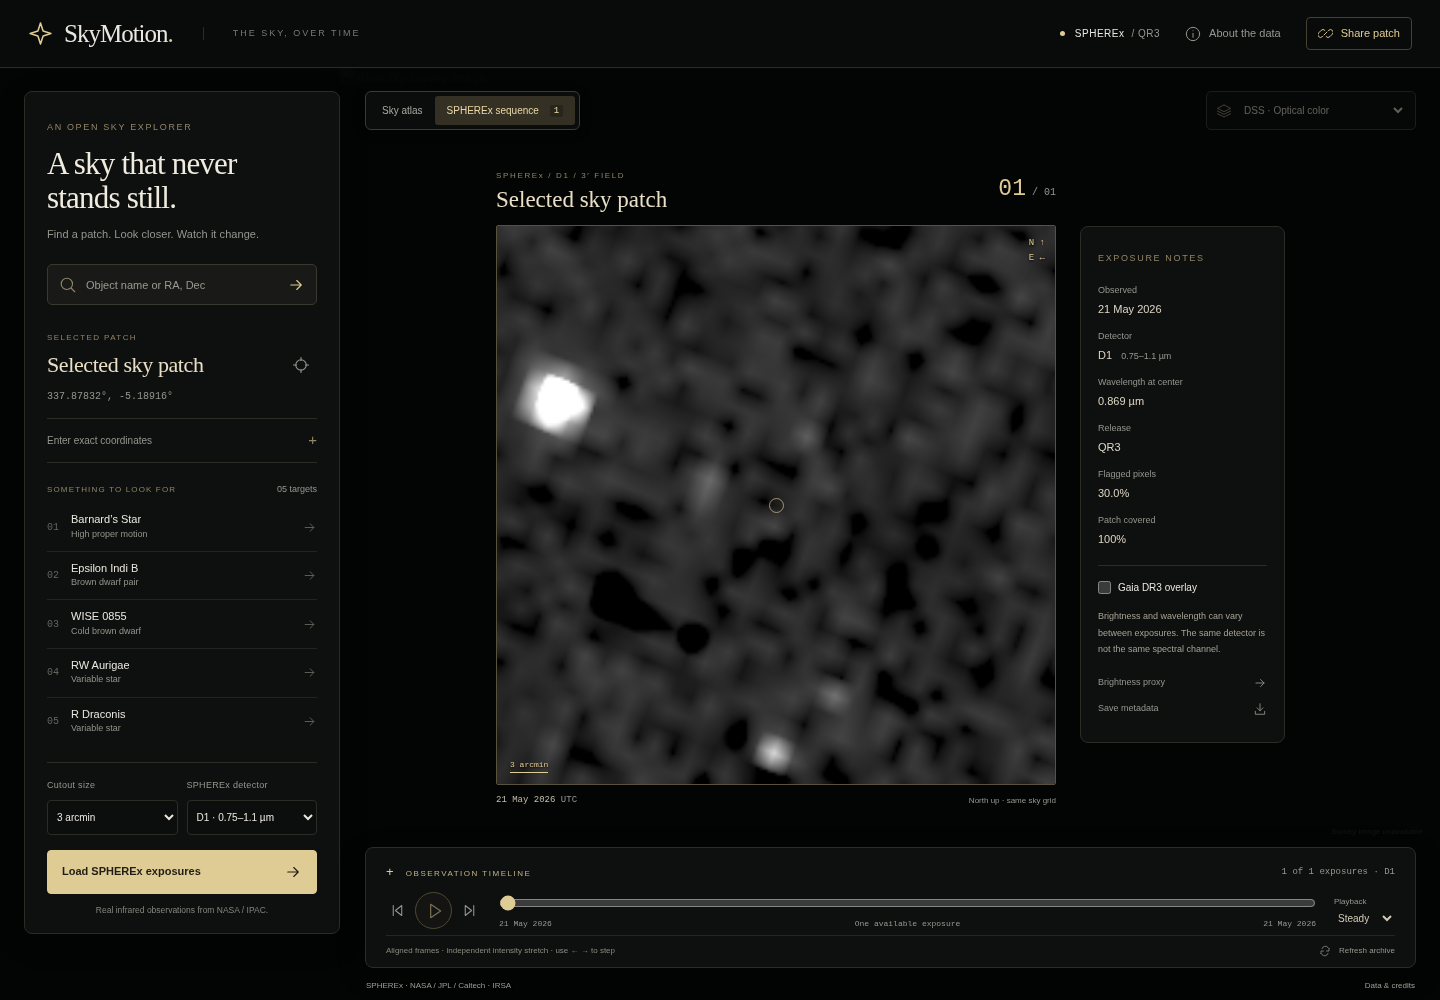 SkyMotion.
THE SKY, OVER TIME
SPHEREx / QR3
About the data
Share patch
AN OPEN SKY EXPLORER
A sky that never
stands still.
Find a patch. Look closer. Watch it change.
Object name or RA, Dec
SELECTED PATCH
Selected sky patch
337.87832°, -5.18916°
Enter exact coordinates +
SOMETHING TO LOOK FOR 05 targets
01 Barnard's Star
High proper motion
02 Epsilon Indi B
Brown dwarf pair
03 WISE 0855
Cold brown dwarf
04 RW Aurigae
Variable star
05 R Draconis
Variable star
Cutout size SPHEREx detector
3 arcmin D1 · 0.75–1.1 µm
Load SPHEREx exposures
Real infrared observations from NASA / IPAC.
Sky atlas SPHEREx sequence 1
DSS · Optical color
SPHEREx / D1 / 3′ FIELD
Selected sky patch
01 / 01
N ↑
E ←
3 arcmin
21 May 2026 UTC
North up · same sky grid
EXPOSURE NOTES
Observed
21 May 2026
Detector
D1 0.75–1.1 µm
Wavelength at center
0.869 µm
Release
QR3
Flagged pixels
30.0%
Patch covered
100%
Gaia DR3 overlay
Brightness and wavelength can vary
between exposures. The same detector is
not the same spectral channel.
Brightness proxy
Save metadata
+ OBSERVATION TIMELINE
1 of 1 exposures · D1
21 May 2026 One available exposure 21 May 2026
Playback
Steady
Aligned frames · independent intensity stretch · use ← → to step
Refresh archive
SPHEREx · NASA / JPL / Caltech · IRSA
Data & credits